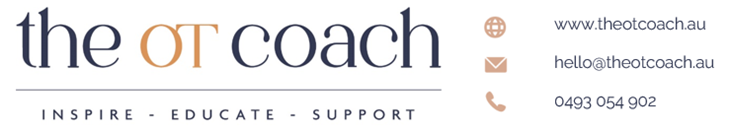 the OT coach
INSPIRE - EDUCATE - SUPPORT
www.theotcoach.au
hello@theotcoach.au
0493 054 902